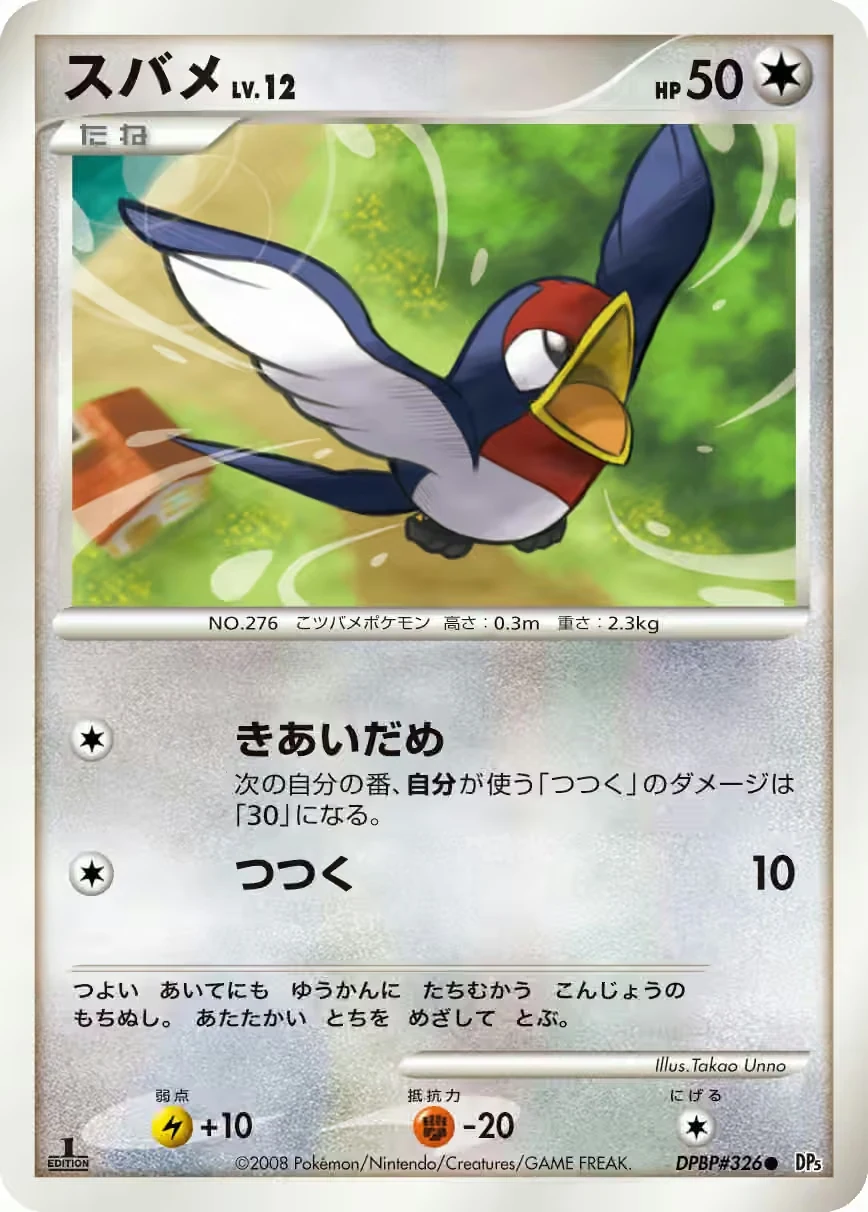 スバメ LV.12 HP 50
たね
NO.276 こツバメポケモン 高さ:0.3m 重さ:2.3kg
きあいだめ
次の自分の番、自分が使う「つつく」のダメージは
「30」になる。
つつく 10
つよい あいてにも ゆうかんに たちむかう こんじょうの
もちぬし。 あたたかい とちを めざして とぶ。
Illus.Takao Unno
弱点 抵抗力 にげる
+10 -20
1 EDITION ©2008 Pokémon/Nintendo/Creatures/GAME FREAK. DPBP#326● DP5